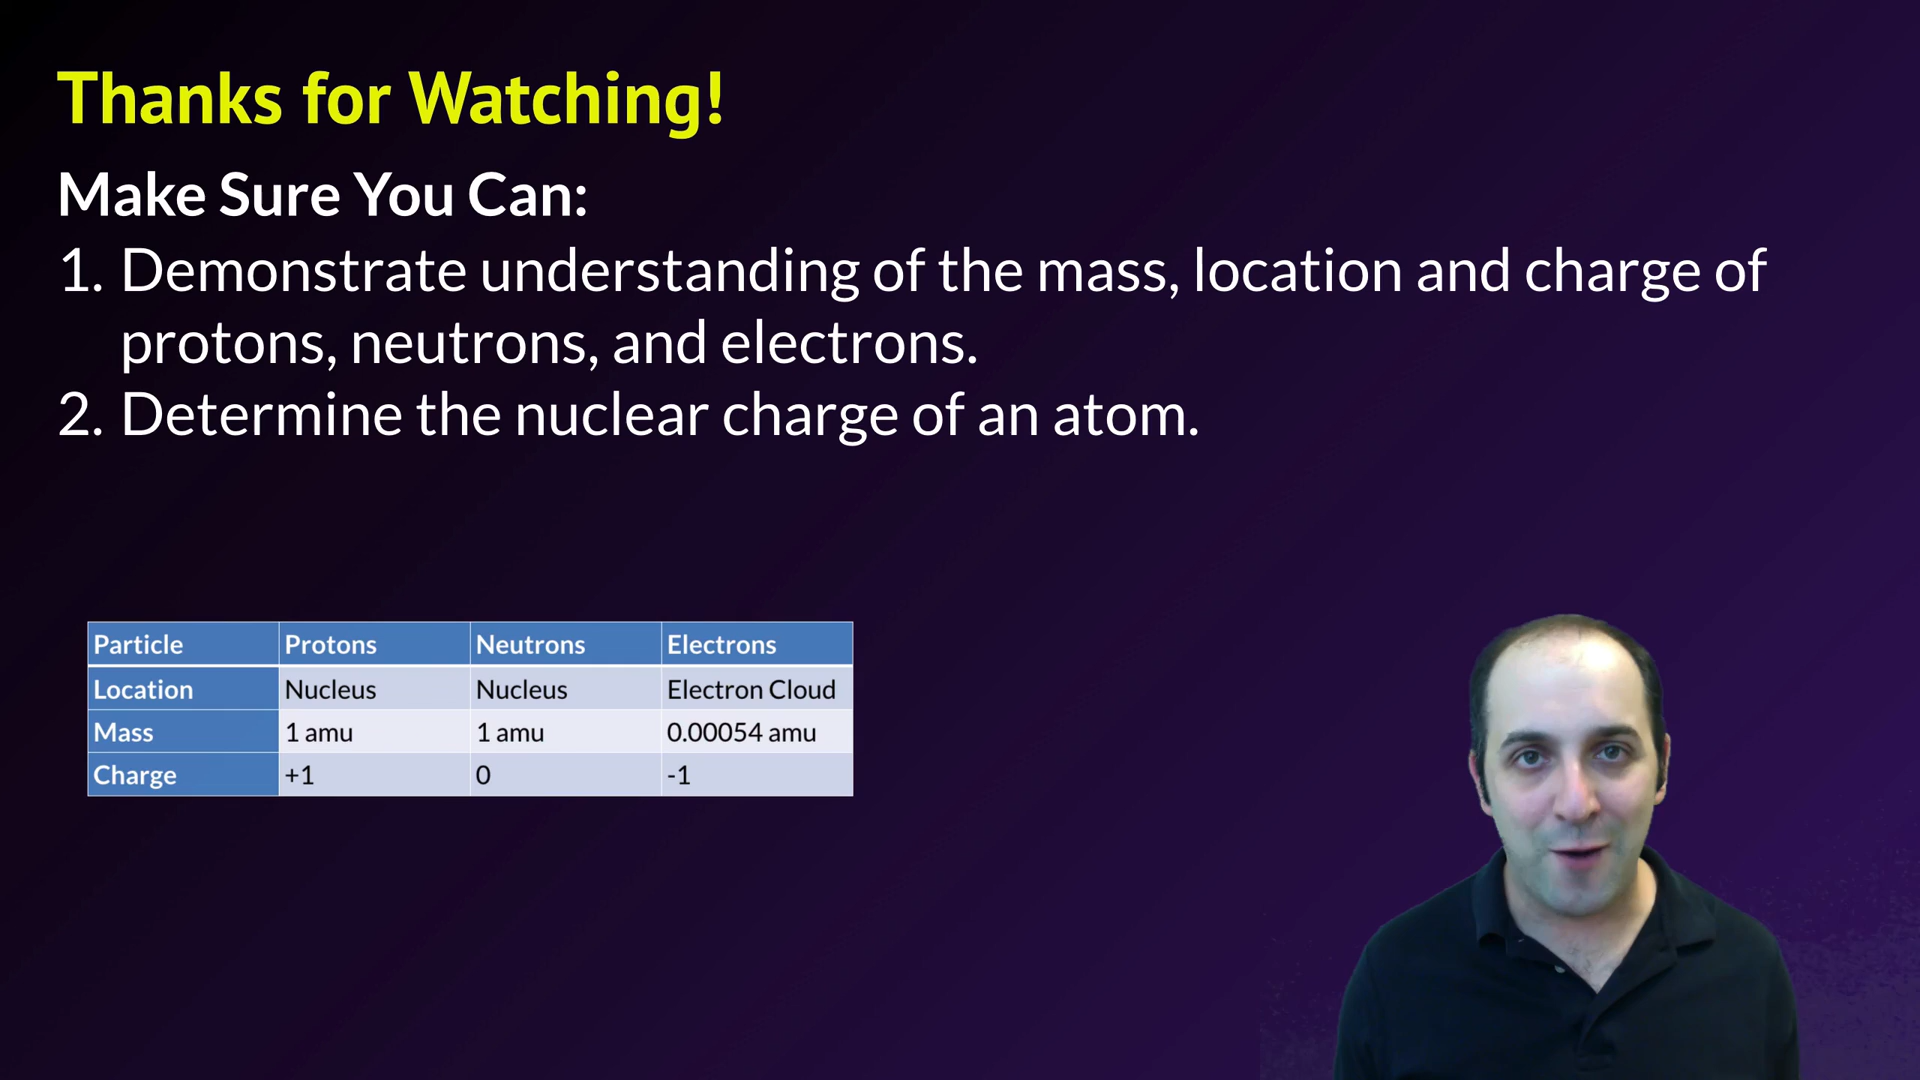 Thanks for Watching!
Make Sure You Can:
1. Demonstrate understanding of the mass, location and charge of
protons, neutrons, and electrons.
2. Determine the nuclear charge of an atom.
Particle Protons Neutrons Electrons
Location Nucleus Nucleus Electron Cloud
Mass 1 amu 1 amu 0.00054 amu
Charge +1 0 -1